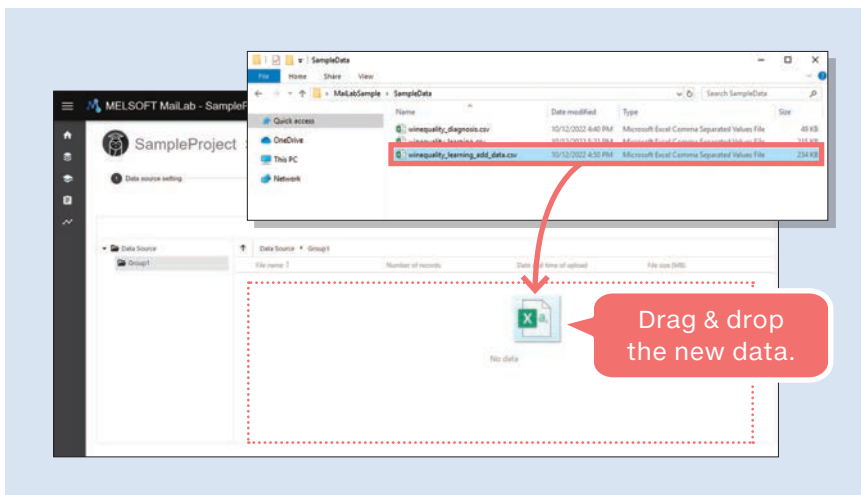 SampleData
File Home Share View
MaiLabSample › SampleData
Search SampleData
Name Date modified Type Size
Quick access
OneDrive
This PC
Network
winequality_diagnosis.csv 10/12/2022 4:40 PM Microsoft Excel Comma Separated Values File 49 KB
winequality_learning_add_data.csv 10/12/2022 4:50 PM Microsoft Excel Comma Separated Values File 234 KB
MELSOFT MaiLab - SampleP
SampleProject
1 Data source setting
Data Source
Group1
Data Source Group1
File name Number of records Date and time of upload File size (MB)
No data
Drag & drop
the new data.